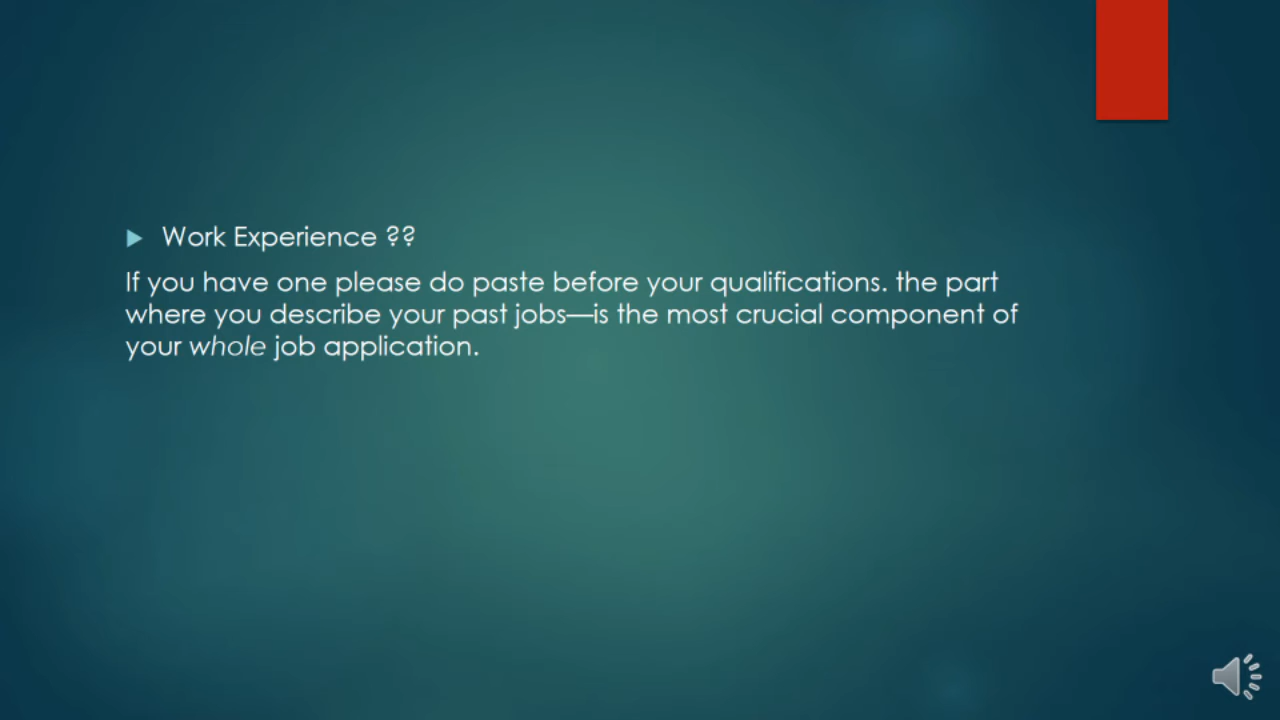 Work Experience ??
If you have one please do paste before your qualifications. the part
where you describe your past jobs—is the most crucial component of
your whole job application.